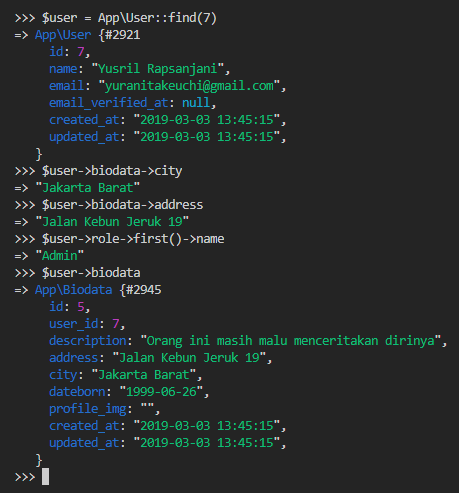 >>> $user = App\User::find(7)
=> App\User {#2921
id: 7,
name: "Yusril Rapsanjani",
email: "yuranitakeuchi@gmail.com",
email_verified_at: null,
created_at: "2019-03-03 13:45:15",
updated_at: "2019-03-03 13:45:15",
}
>>> $user->biodata->city
=> "Jakarta Barat"
>>> $user->biodata->address
=> "Jalan Kebun Jeruk 19"
>>> $user->role->first()->name
=> "Admin"
>>> $user->biodata
=> App\Biodata {#2945
id: 5,
user_id: 7,
description: "Orang ini masih malu menceritakan dirinya",
address: "Jalan Kebun Jeruk 19",
city: "Jakarta Barat",
dateborn: "1999-06-26",
profile_img: "",
created_at: "2019-03-03 13:45:15",
updated_at: "2019-03-03 13:45:15",
}
>>>